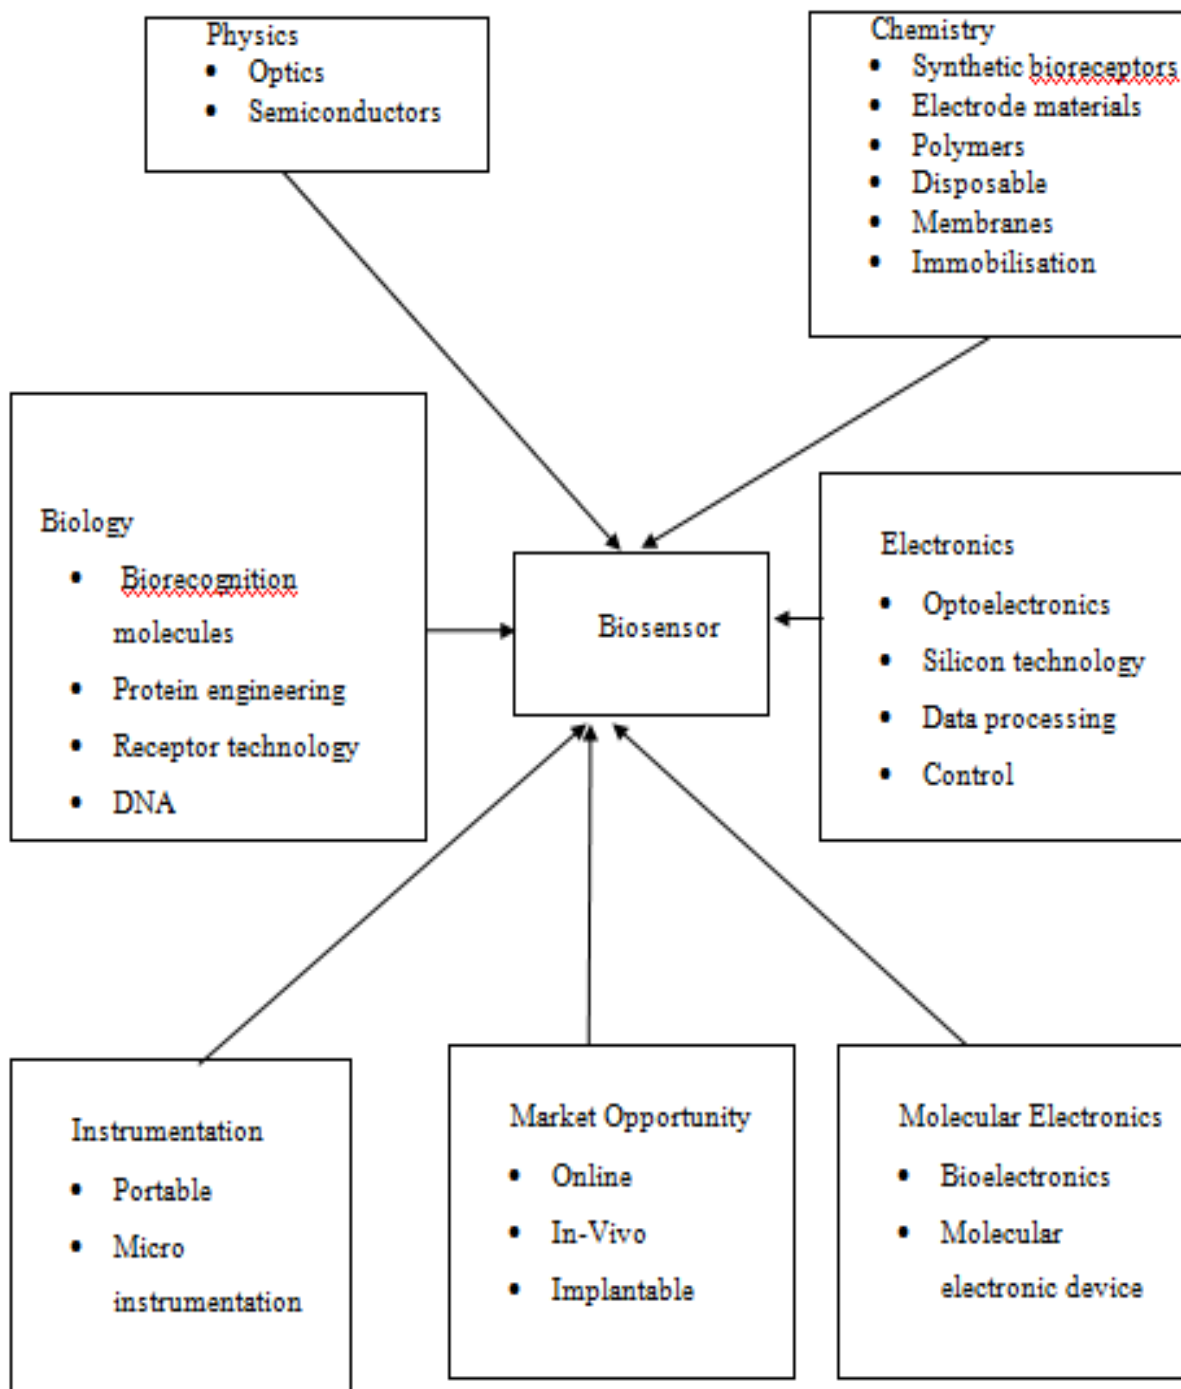 Physics
• Optics
• Semiconductors
Chemistry
• Synthetic bioreceptors
• Electrode materials
• Polymers
• Disposable
• Membranes
• Immobilisation
Biology
• Biorecognition
molecules
• Protein engineering
• Receptor technology
• DNA
Biosensor
Electronics
• Optoelectronics
• Silicon technology
• Data processing
• Control
Instrumentation
• Portable
• Micro
instrumentation
Market Opportunity
• Online
• In-Vivo
• Implantable
Molecular Electronics
• Bioelectronics
• Molecular
electronic device